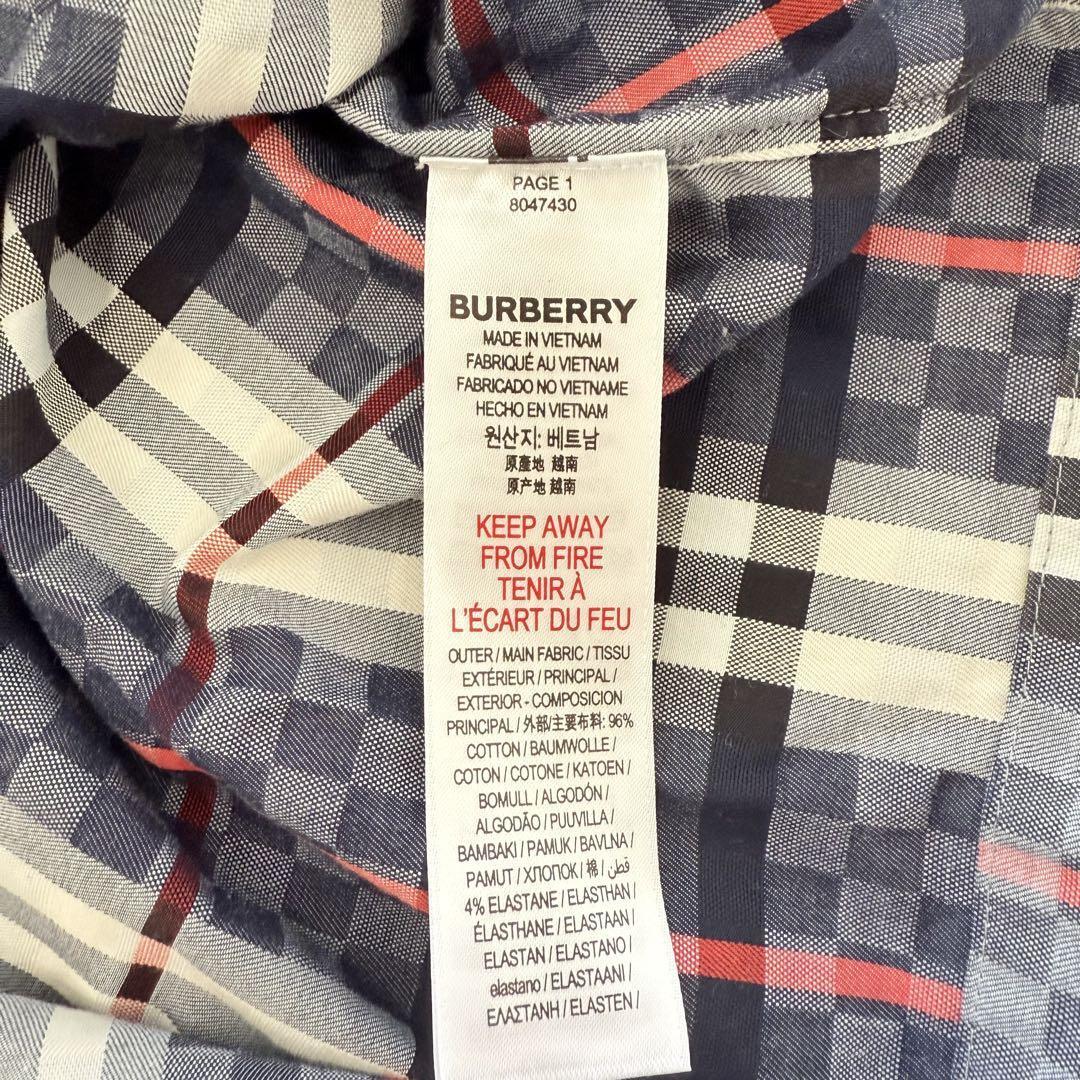 PAGE 1
8047430
BURBERRY
MADE IN VIETNAM
FABRIQUÉ AU VIETNAM
FABRICADO NO VIETNAME
HECHO EN VIETNAM
원산지: 베트남
原產地 越南
原产地 越南
KEEP AWAY
FROM FIRE
TENIR À
L'ÉCART DU FEU
OUTER / MAIN FABRIC / TISSU
EXTÉRIEUR / PRINCIPAL /
EXTERIOR - COMPOSICION
PRINCIPAL / 外部/主要布料: 96%
COTTON / BAUMWOLLE /
COTON / COTONE / KATOEN /
BOMULL / ALGODÓN /
ALGODÃO / PUUVILLA /
BAMBAKI / PAMUK / BAVLNA /
PAMUT / ХЛОПОК / 棉 / قطن
4% ELASTANE / ELASTHAN /
ÉLASTHANE / ELASTAAN /
ELASTAN / ELASTANO /
elastano / ELASTAANI /
ΕΛΑΣΤΑΝΗ / ELASTEN /